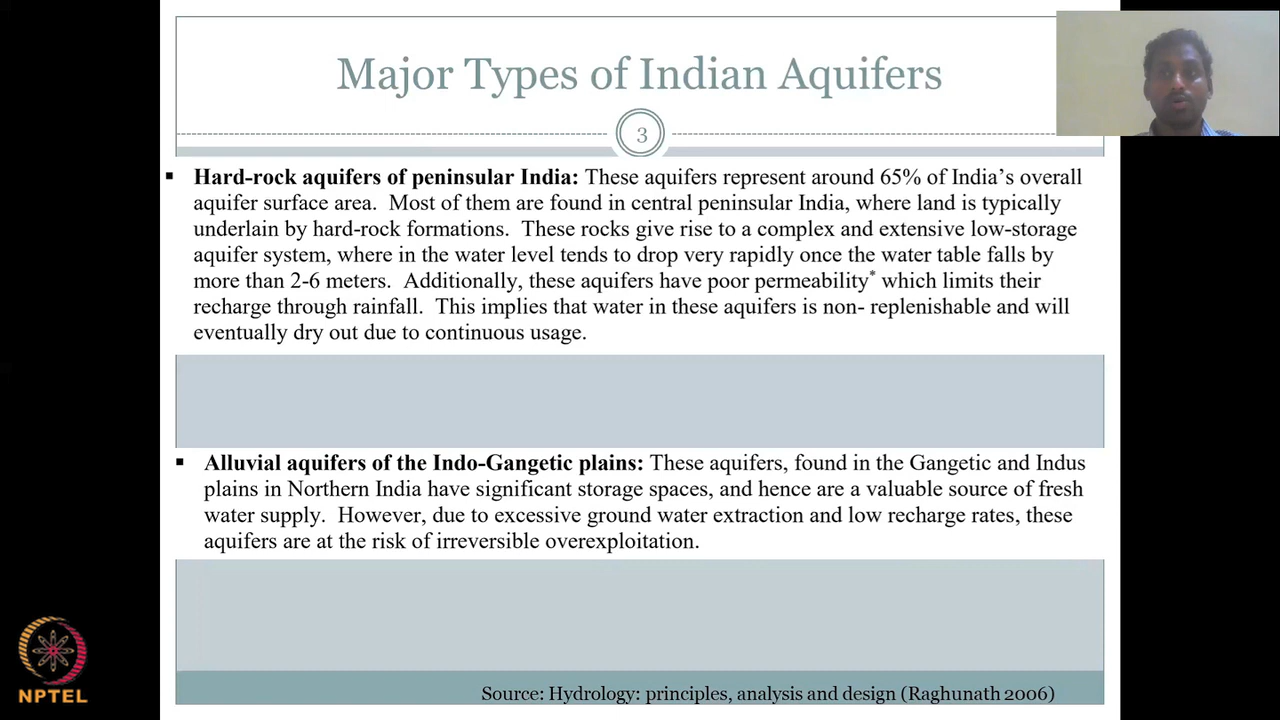 Major Types of Indian Aquifers
3
▪ Hard-rock aquifers of peninsular India: These aquifers represent around 65% of India's overall
aquifer surface area. Most of them are found in central peninsular India, where land is typically
underlain by hard-rock formations. These rocks give rise to a complex and extensive low-storage
aquifer system, where in the water level tends to drop very rapidly once the water table falls by
more than 2-6 meters. Additionally, these aquifers have poor permeability* which limits their
recharge through rainfall. This implies that water in these aquifers is non- replenishable and will
eventually dry out due to continuous usage.
▪ Alluvial aquifers of the Indo-Gangetic plains: These aquifers, found in the Gangetic and Indus
plains in Northern India have significant storage spaces, and hence are a valuable source of fresh
water supply. However, due to excessive ground water extraction and low recharge rates, these
aquifers are at the risk of irreversible overexploitation.
NPTEL
Source: Hydrology: principles, analysis and design (Raghunath 2006)